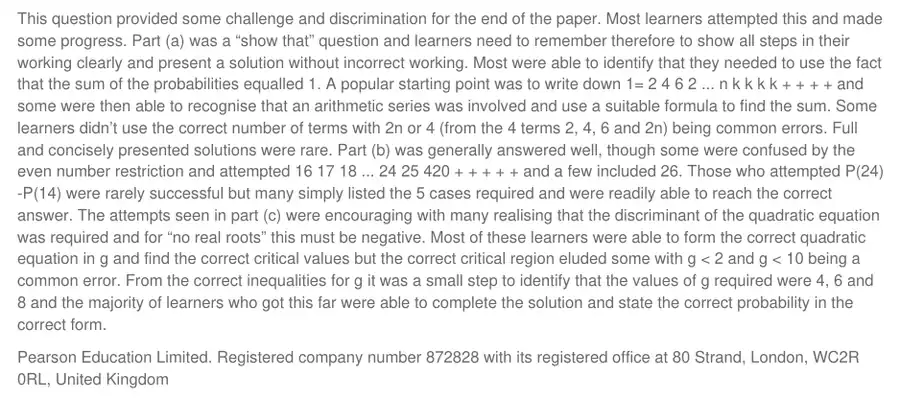 This question provided some challenge and discrimination for the end of the paper. Most learners attempted this and made
some progress. Part (a) was a “show that” question and learners need to remember therefore to show all steps in their
working clearly and present a solution without incorrect working. Most were able to identify that they needed to use the fact
that the sum of the probabilities equalled 1. A popular starting point was to write down 1= 2 4 6 2 ... n k k k k + + + + and
some were then able to recognise that an arithmetic series was involved and use a suitable formula to find the sum. Some
learners didn’t use the correct number of terms with 2n or 4 (from the 4 terms 2, 4, 6 and 2n) being common errors. Full
and concisely presented solutions were rare. Part (b) was generally answered well, though some were confused by the
even number restriction and attempted 16 17 18 ... 24 25 420 + + + + + and a few included 26. Those who attempted P(24)
-P(14) were rarely successful but many simply listed the 5 cases required and were readily able to reach the correct
answer. The attempts seen in part (c) were encouraging with many realising that the discriminant of the quadratic equation
was required and for “no real roots” this must be negative. Most of these learners were able to form the correct quadratic
equation in g and find the correct critical values but the correct critical region eluded some with g < 2 and g < 10 being a
common error. From the correct inequalities for g it was a small step to identify that the values of g required were 4, 6 and
8 and the majority of learners who got this far were able to complete the solution and state the correct probability in the
correct form.
Pearson Education Limited. Registered company number 872828 with its registered office at 80 Strand, London, WC2R
0RL, United Kingdom